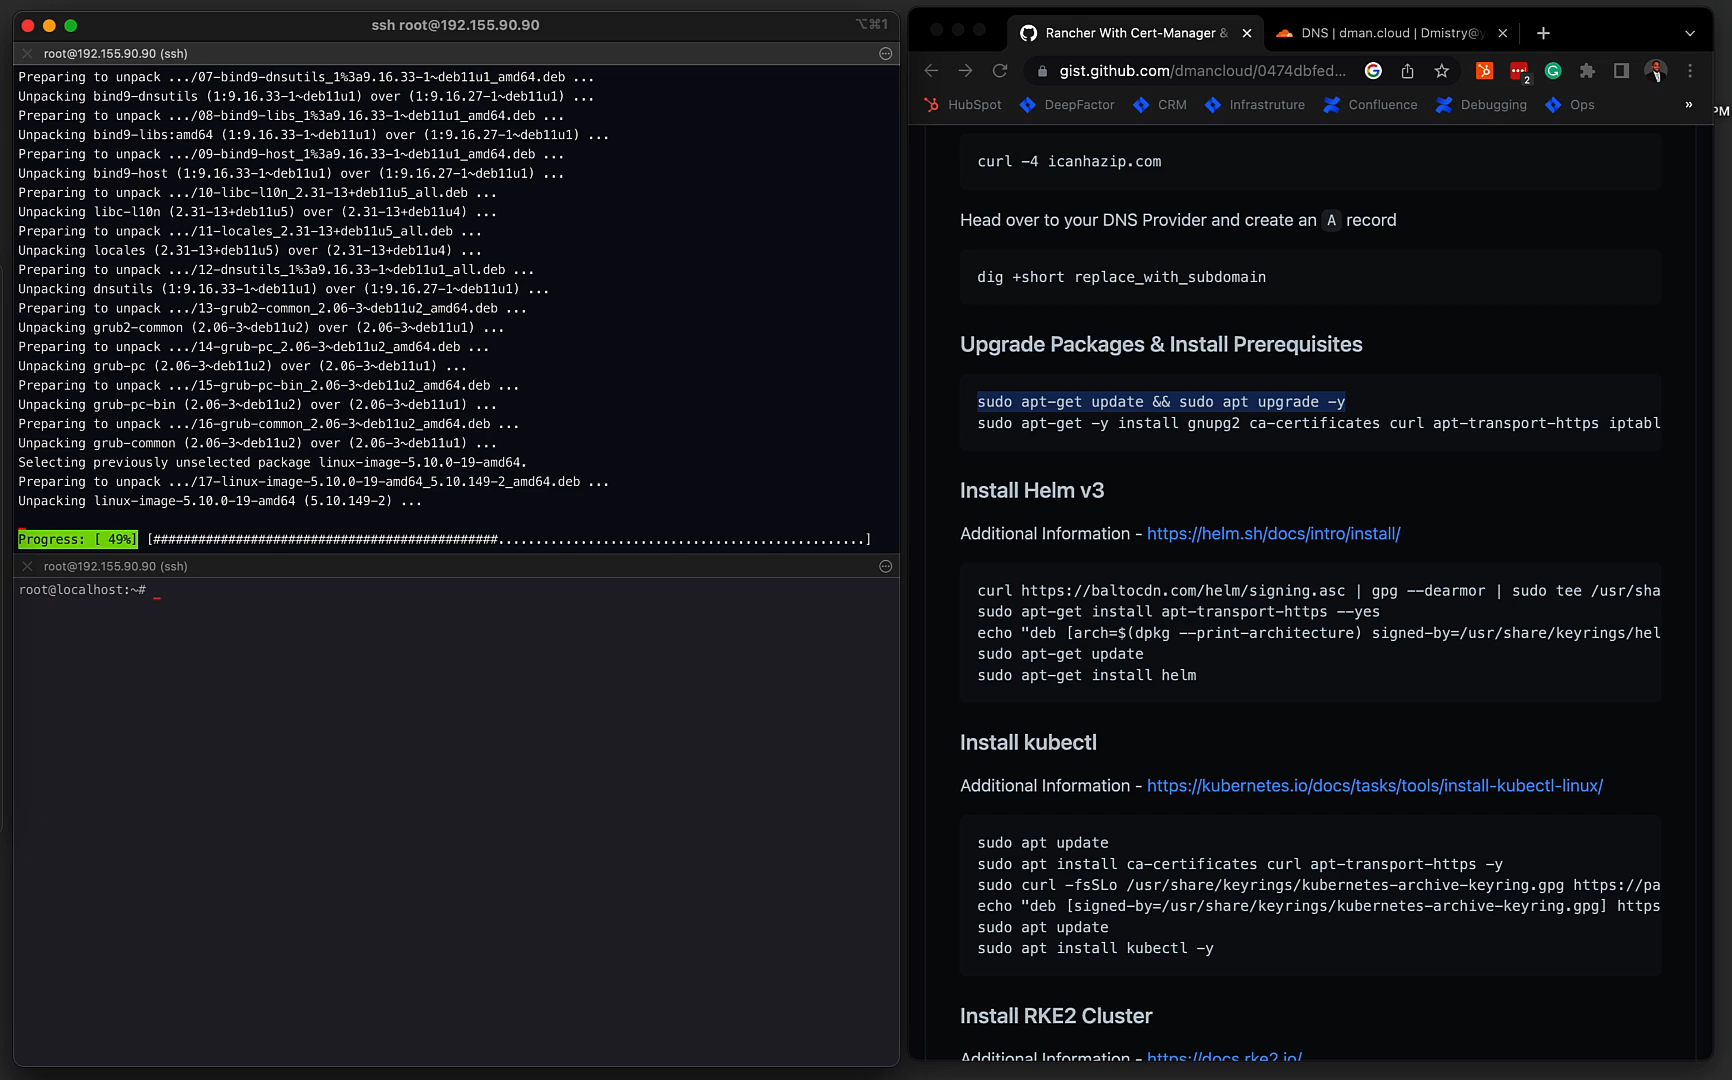 ssh root@192.155.90.90
⌥⌘1
root@192.155.90.90 (ssh)
Preparing to unpack .../07-bind9-dnsutils_1%3a9.16.33-1~deb11u1_amd64.deb ...
Unpacking bind9-dnsutils (1:9.16.33-1~deb11u1) over (1:9.16.27-1~deb11u1) ...
Preparing to unpack .../08-bind9-libs_1%3a9.16.33-1~deb11u1_amd64.deb ...
Unpacking bind9-libs:amd64 (1:9.16.33-1~deb11u1) over (1:9.16.27-1~deb11u1) ...
Preparing to unpack .../09-bind9-host_1%3a9.16.33-1~deb11u1_amd64.deb ...
Unpacking bind9-host (1:9.16.33-1~deb11u1) over (1:9.16.27-1~deb11u1) ...
Preparing to unpack .../10-libc-l10n_2.31-13+deb11u5_all.deb ...
Unpacking libc-l10n (2.31-13+deb11u5) over (2.31-13+deb11u4) ...
Preparing to unpack .../11-locales_2.31-13+deb11u5_all.deb ...
Unpacking locales (2.31-13+deb11u5) over (2.31-13+deb11u4) ...
Preparing to unpack .../12-dnsutils_1%3a9.16.33-1~deb11u1_all.deb ...
Unpacking dnsutils (1:9.16.33-1~deb11u1) over (1:9.16.27-1~deb11u1) ...
Preparing to unpack .../13-grub2-common_2.06-3~deb11u2_amd64.deb ...
Unpacking grub2-common (2.06-3~deb11u2) over (2.06-3~deb11u1) ...
Preparing to unpack .../14-grub-pc_2.06-3~deb11u2_amd64.deb ...
Unpacking grub-pc (2.06-3~deb11u2) over (2.06-3~deb11u1) ...
Preparing to unpack .../15-grub-pc-bin_2.06-3~deb11u2_amd64.deb ...
Unpacking grub-pc-bin (2.06-3~deb11u2) over (2.06-3~deb11u1) ...
Preparing to unpack .../16-grub-common_2.06-3~deb11u2_amd64.deb ...
Unpacking grub-common (2.06-3~deb11u2) over (2.06-3~deb11u1) ...
Selecting previously unselected package linux-image-5.10.0-19-amd64.
Preparing to unpack .../17-linux-image-5.10.0-19-amd64_5.10.149-2_amd64.deb ...
Unpacking linux-image-5.10.0-19-amd64 (5.10.149-2) ...
Progress: [ 49%] [##############################################.................................................]
root@192.155.90.90 (ssh)
root@localhost:~#
Rancher With Cert-Manager &
DNS | dman.cloud | Dmistry@y
gist.github.com/dmancloud/0474dbfed...
2
HubSpot DeepFactor CRM Infrastruture Confluence Debugging Ops »
PM
curl -4 icanhazip.com
Head over to your DNS Provider and create an A record
dig +short replace_with_subdomain
Upgrade Packages & Install Prerequisites
sudo apt-get update && sudo apt upgrade -y
sudo apt-get -y install gnupg2 ca-certificates curl apt-transport-https iptabl
Install Helm v3
Additional Information - https://helm.sh/docs/intro/install/
curl https://baltocdn.com/helm/signing.asc | gpg --dearmor | sudo tee /usr/sha
sudo apt-get install apt-transport-https --yes
echo "deb [arch=$(dpkg --print-architecture) signed-by=/usr/share/keyrings/hel
sudo apt-get update
sudo apt-get install helm
Install kubectl
Additional Information - https://kubernetes.io/docs/tasks/tools/install-kubectl-linux/
sudo apt update
sudo apt install ca-certificates curl apt-transport-https -y
sudo curl -fsSLo /usr/share/keyrings/kubernetes-archive-keyring.gpg https://pa
echo "deb [signed-by=/usr/share/keyrings/kubernetes-archive-keyring.gpg] https
sudo apt update
sudo apt install kubectl -y
Install RKE2 Cluster
Additional Information - https://docs.rke2.io/